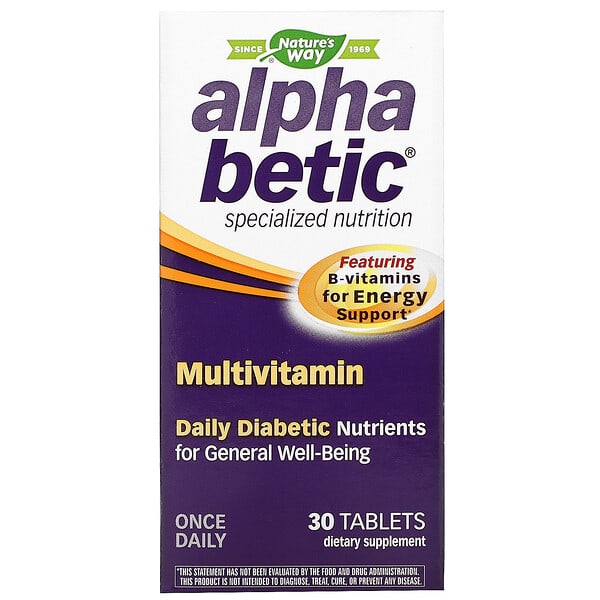 SINCE Nature's Way® 1969
alpha
betic®
specialized nutrition
Featuring
B-vitamins
for Energy
Support*
Multivitamin
Daily Diabetic Nutrients
for General Well-Being
ONCE
DAILY
30 TABLETS
dietary supplement
*THIS STATEMENT HAS NOT BEEN EVALUATED BY THE FOOD AND DRUG ADMINISTRATION.
THIS PRODUCT IS NOT INTENDED TO DIAGNOSE, TREAT, CURE, OR PREVENT ANY DISEASE.